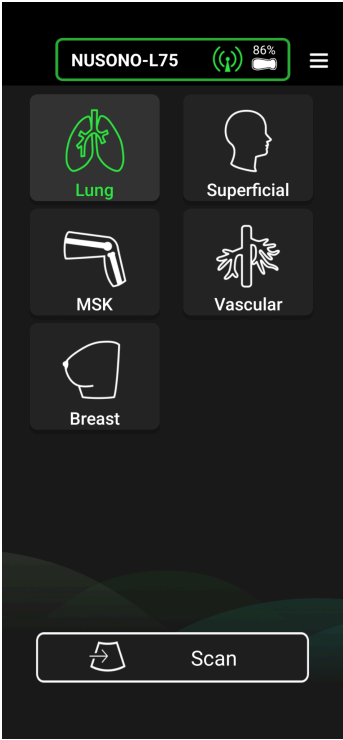 NUSONO-L75 86%
Lung Superficial
MSK Vascular
Breast
Scan